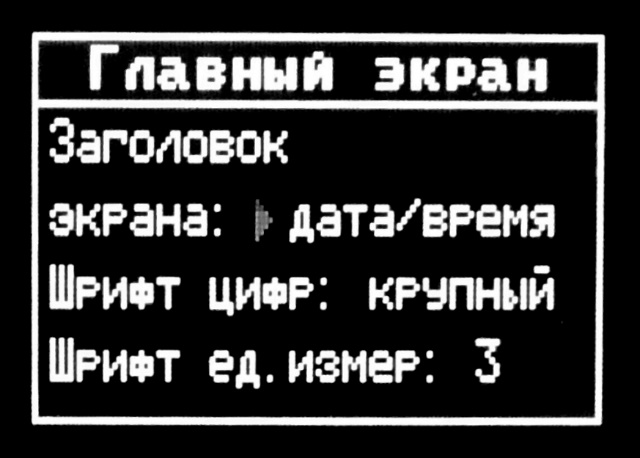 Главный экран
Заголовок
экрана: дата/время
Шрифт цифр: крупный
Шрифт ед.измер: 3